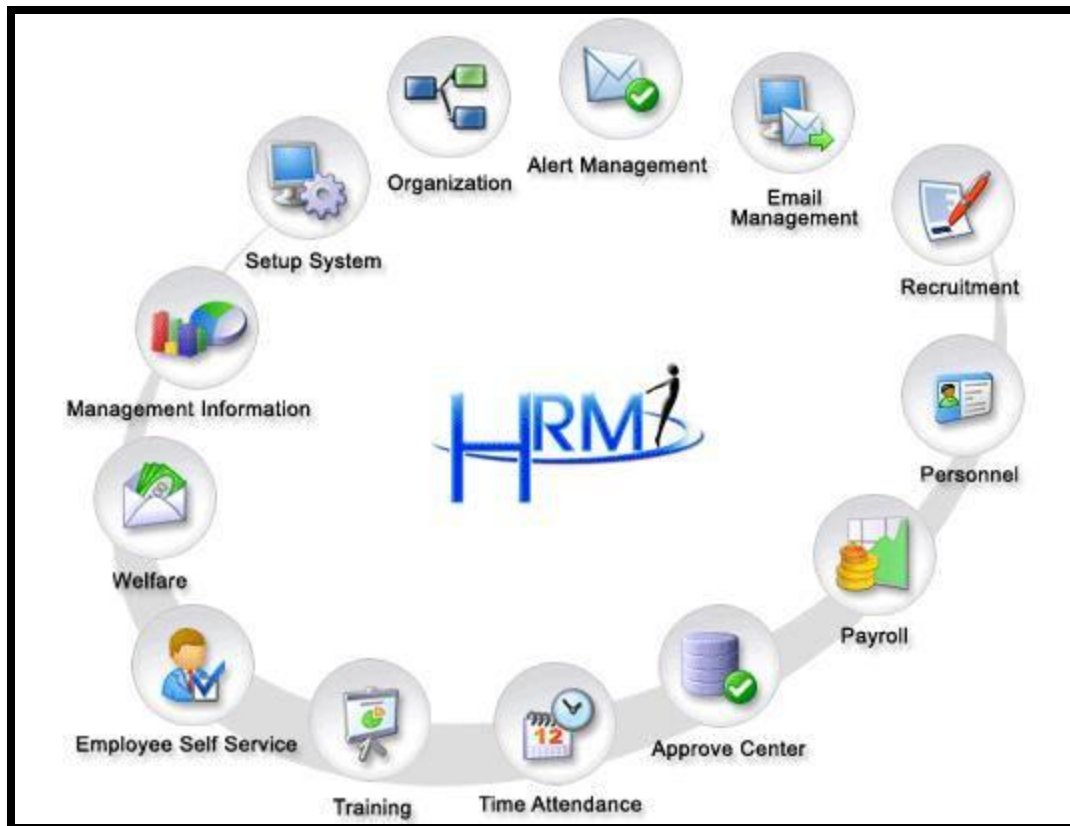 Organization
Alert Management
Email
Management
Recruitment
Setup System
Management Information
HRM
Personnel
Welfare
Payroll
Employee Self Service
Approve Center
Training
Time Attendance
12